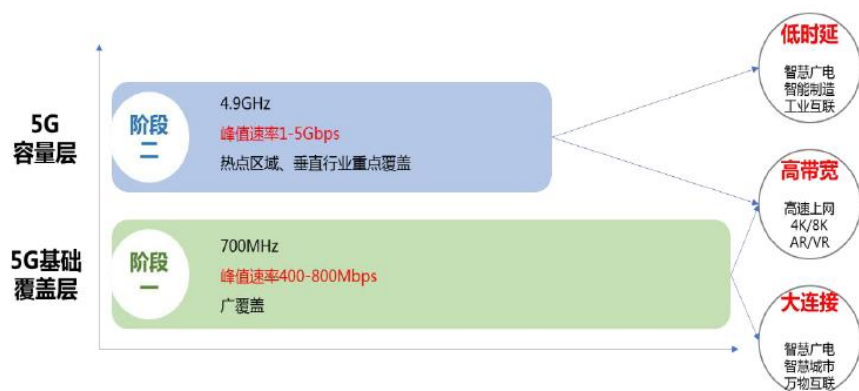 低时延
智慧广电
智能制造
工业互联
5G
容量层
阶段
二
4.9GHz
峰值速率1-5Gbps
热点区域、垂直行业重点覆盖
高带宽
高速上网
4K/8K
AR/VR
5G基础
覆盖层
阶段
一
700MHz
峰值速率400-800Mbps
广覆盖
大连接
智慧广电
智慧城市
万物互联